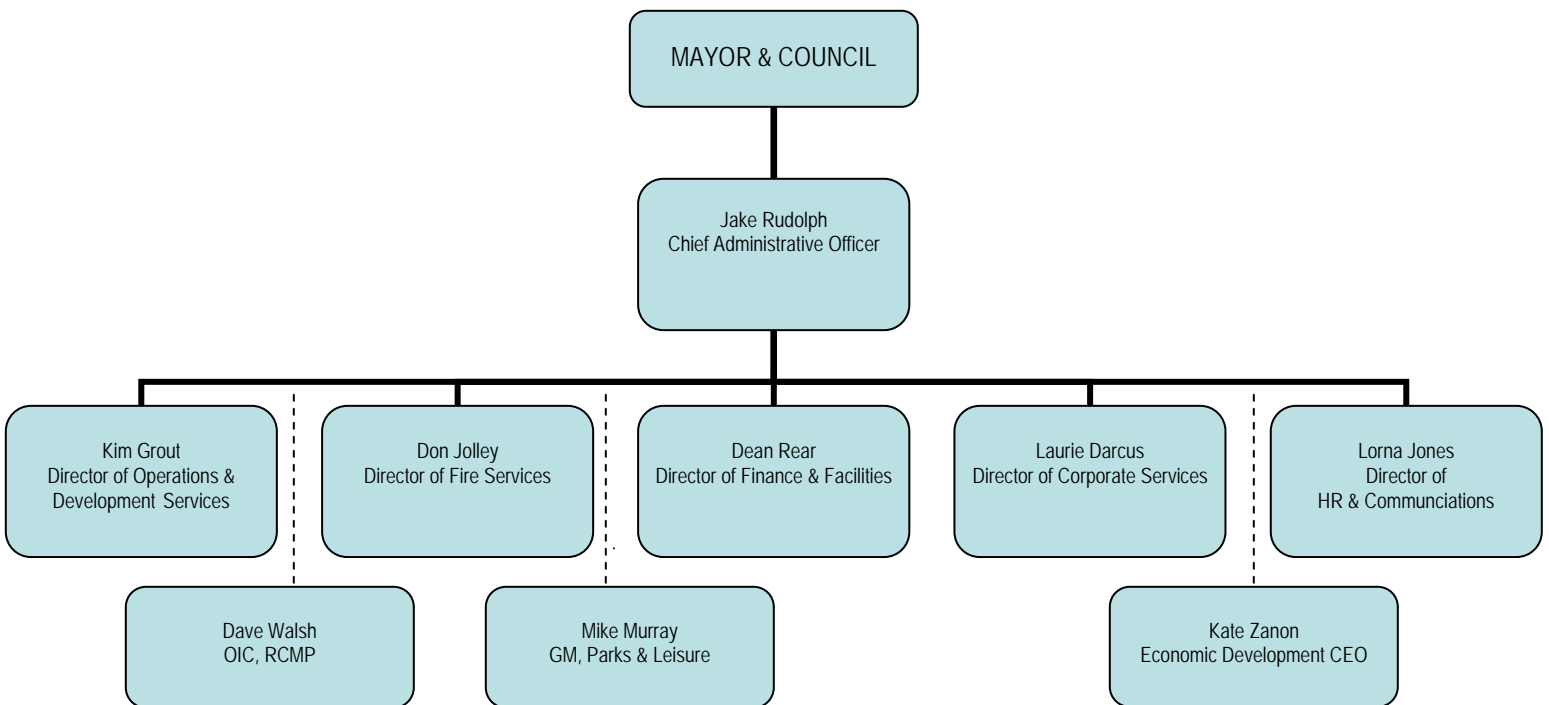 MAYOR & COUNCIL
Jake Rudolph
Chief Administrative Officer
Kim Grout
Director of Operations &
Development Services
Don Jolley
Director of Fire Services
Dean Rear
Director of Finance & Facilities
Laurie Darcus
Director of Corporate Services
Lorna Jones
Director of
HR & Communciations
Dave Walsh
OIC, RCMP
Mike Murray
GM, Parks & Leisure
Kate Zanon
Economic Development CEO